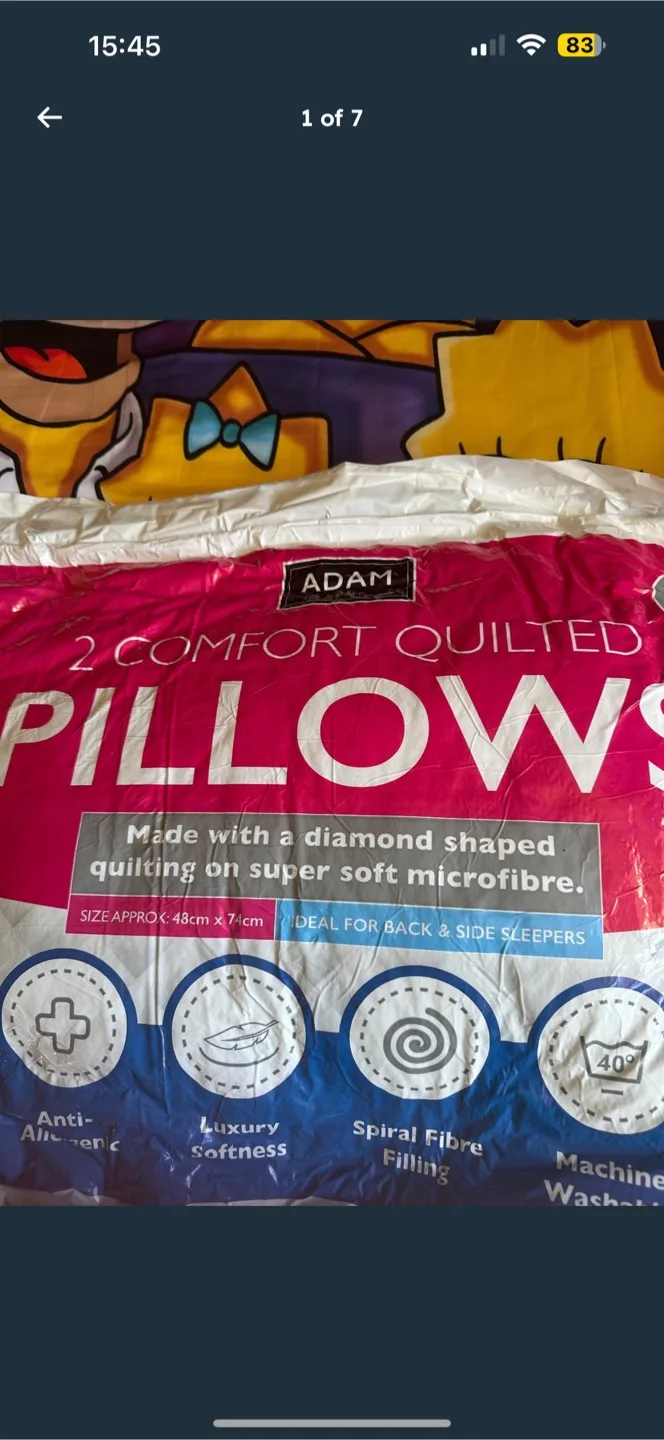 15:45
83
1 of 7
ADAM
2 COMFORT QUILTED
PILLOWS
Made with a diamond shaped
quilting on super soft microfibre.
SIZE APPROX: 48cm x 74cm
IDEAL FOR BACK & SIDE SLEEPERS
40°
Anti-
Luxury
Softness
Spiral Fibre
Filling
Machine